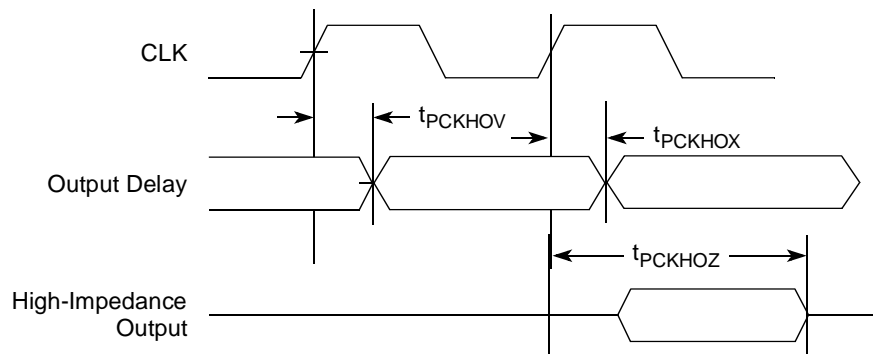 CLK
tPCKHOV
tPCKHOX
Output Delay
tPCKHOZ
High-Impedance
Output